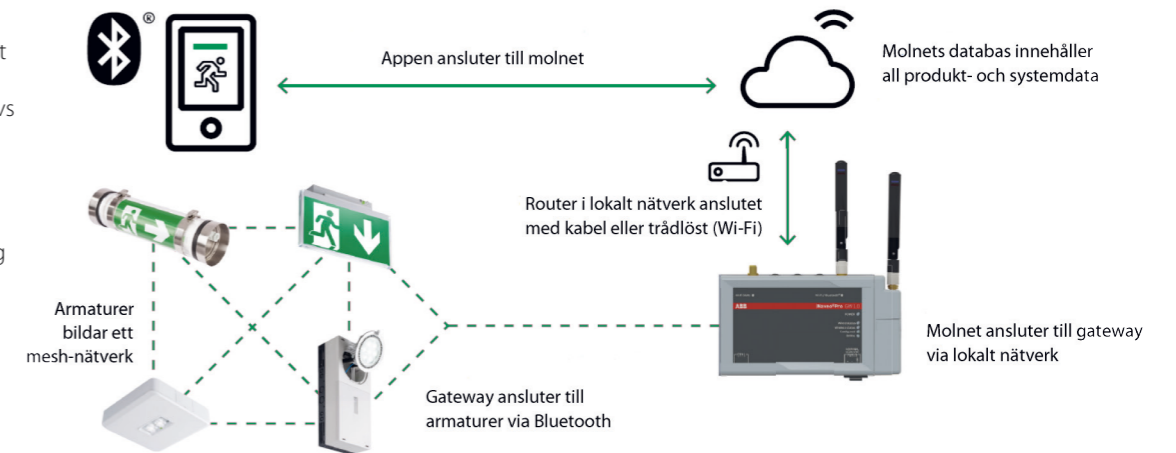 ®
t
Appen ansluter till molnet
Molnets databas innehåller
all produkt- och systemdata
vs
Router i lokalt nätverk anslutet
med kabel eller trådlöst (Wi-Fi)
g
Armaturer
bildar ett
mesh-nätverk
ABB
Molnet ansluter till gateway
via lokalt nätverk
Gateway ansluter till
armaturer via Bluetooth